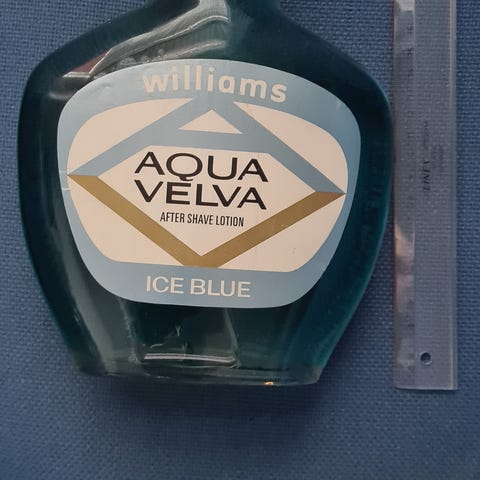 williams
AQUA
VELVA
AFTER SHAVE LOTION
ICE BLUE